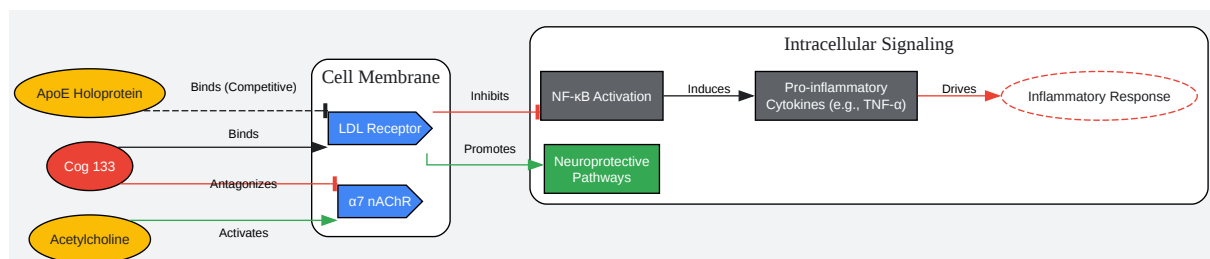 Intracellular Signaling
Cell Membrane
ApoE Holoprotein
Binds (Competitive)
LDL Receptor
Inhibits
NF-κB Activation
Induces
Pro-inflammatory
Cytokines (e.g., TNF-α)
Drives
Inflammatory Response
Binds
Cog 133
Promotes
Neuroprotective
Pathways
Antagonizes
α7 nAChR
Acetylcholine
Activates